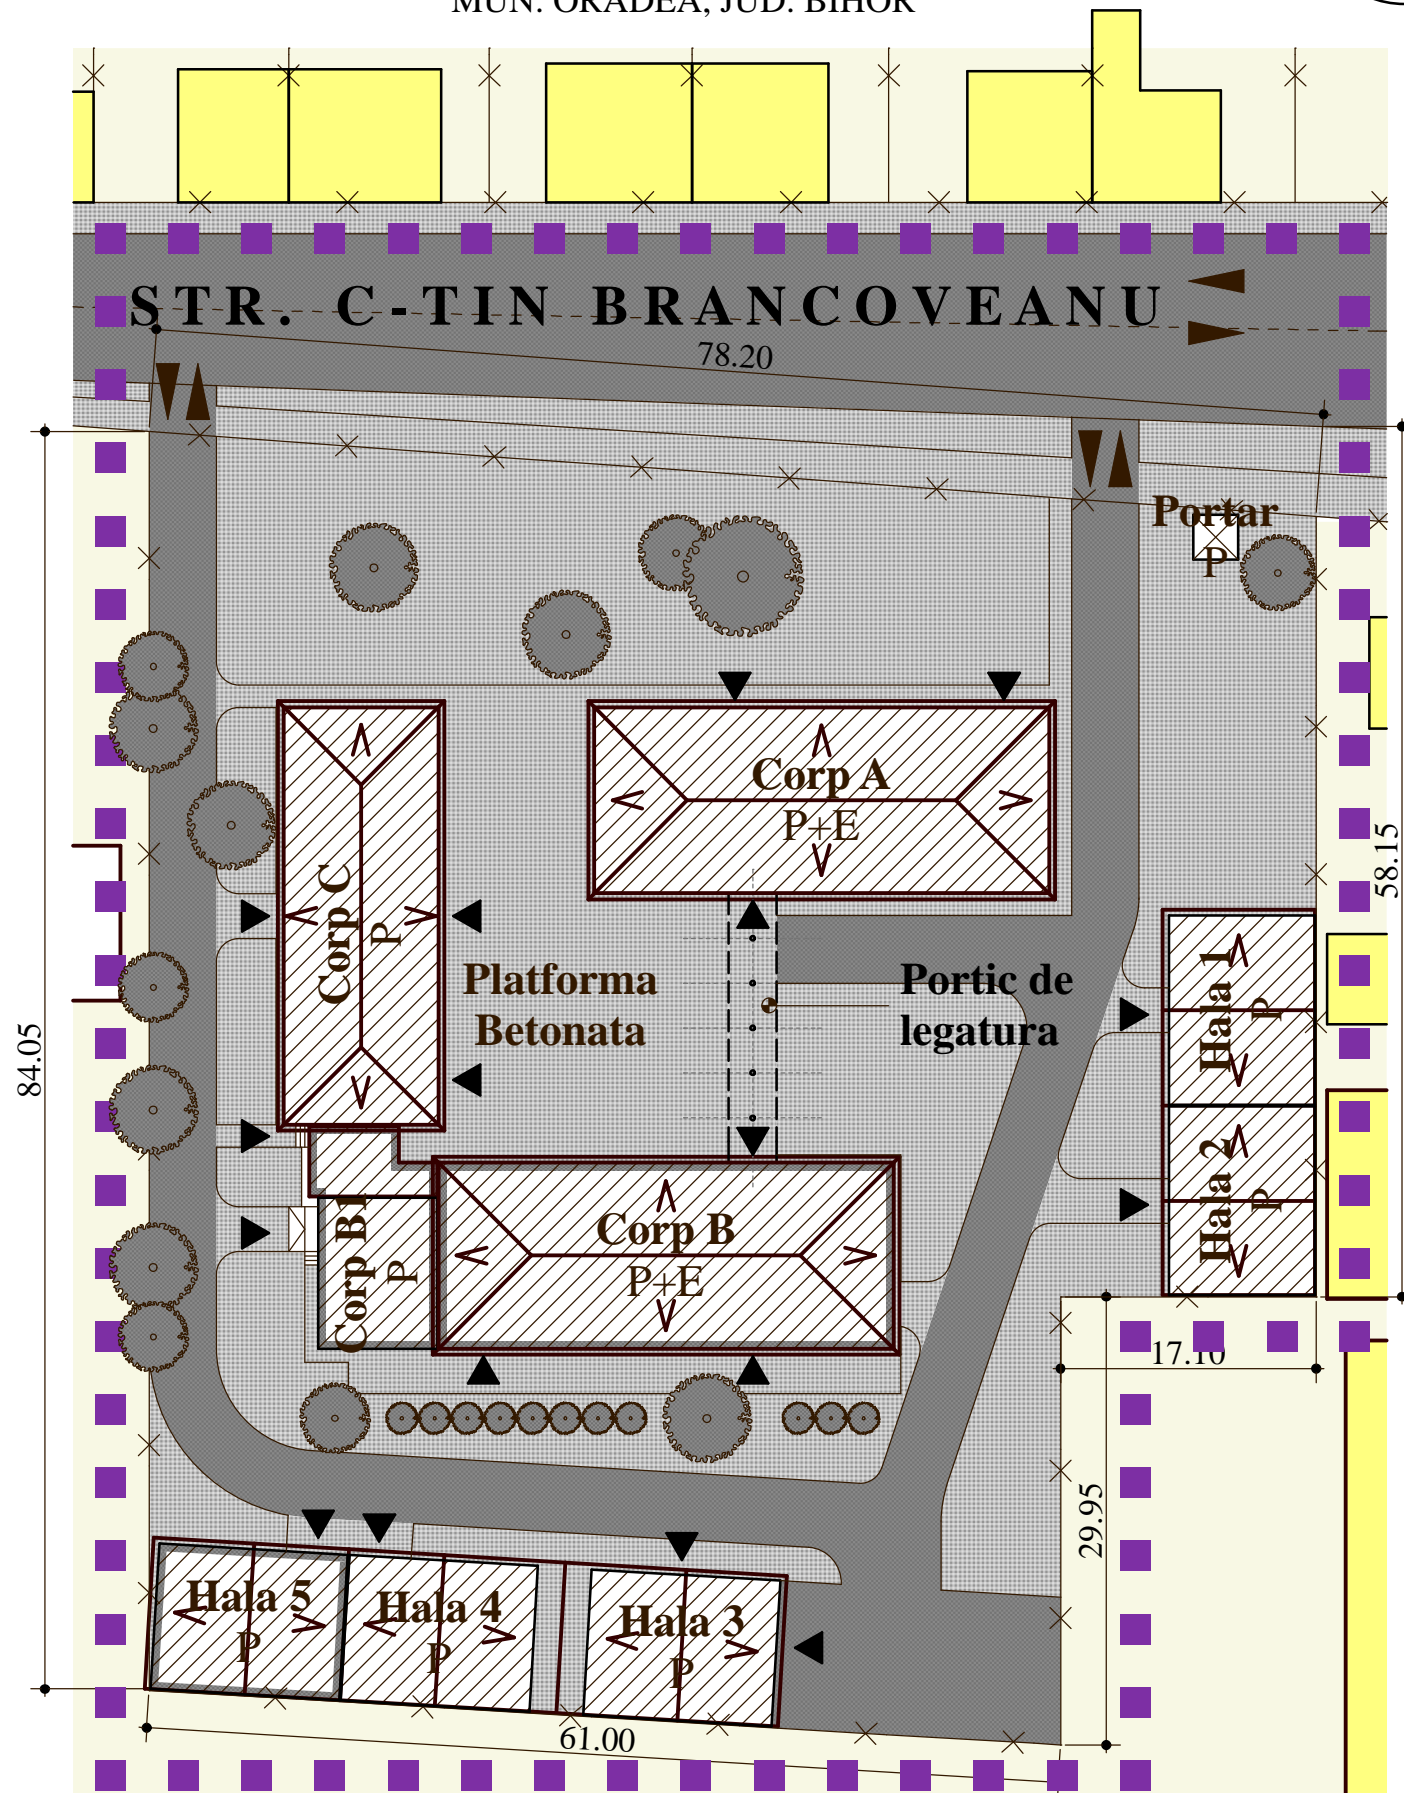 MUN. ORADEA, JUD. BIHOR
STR. C-TIN BRANCOVEANU
78.20
Portar
P
Corp A
P+E
Corp C
P
58.15
Platforma
Betonata
Portic de
legatura
Hala 1
P
84.05
Hala 2
P
Corp B1
P
Corp B
P+E
17.10
29.95
Hala 5
P
Hala 4
P
Hala 3
P
61.00